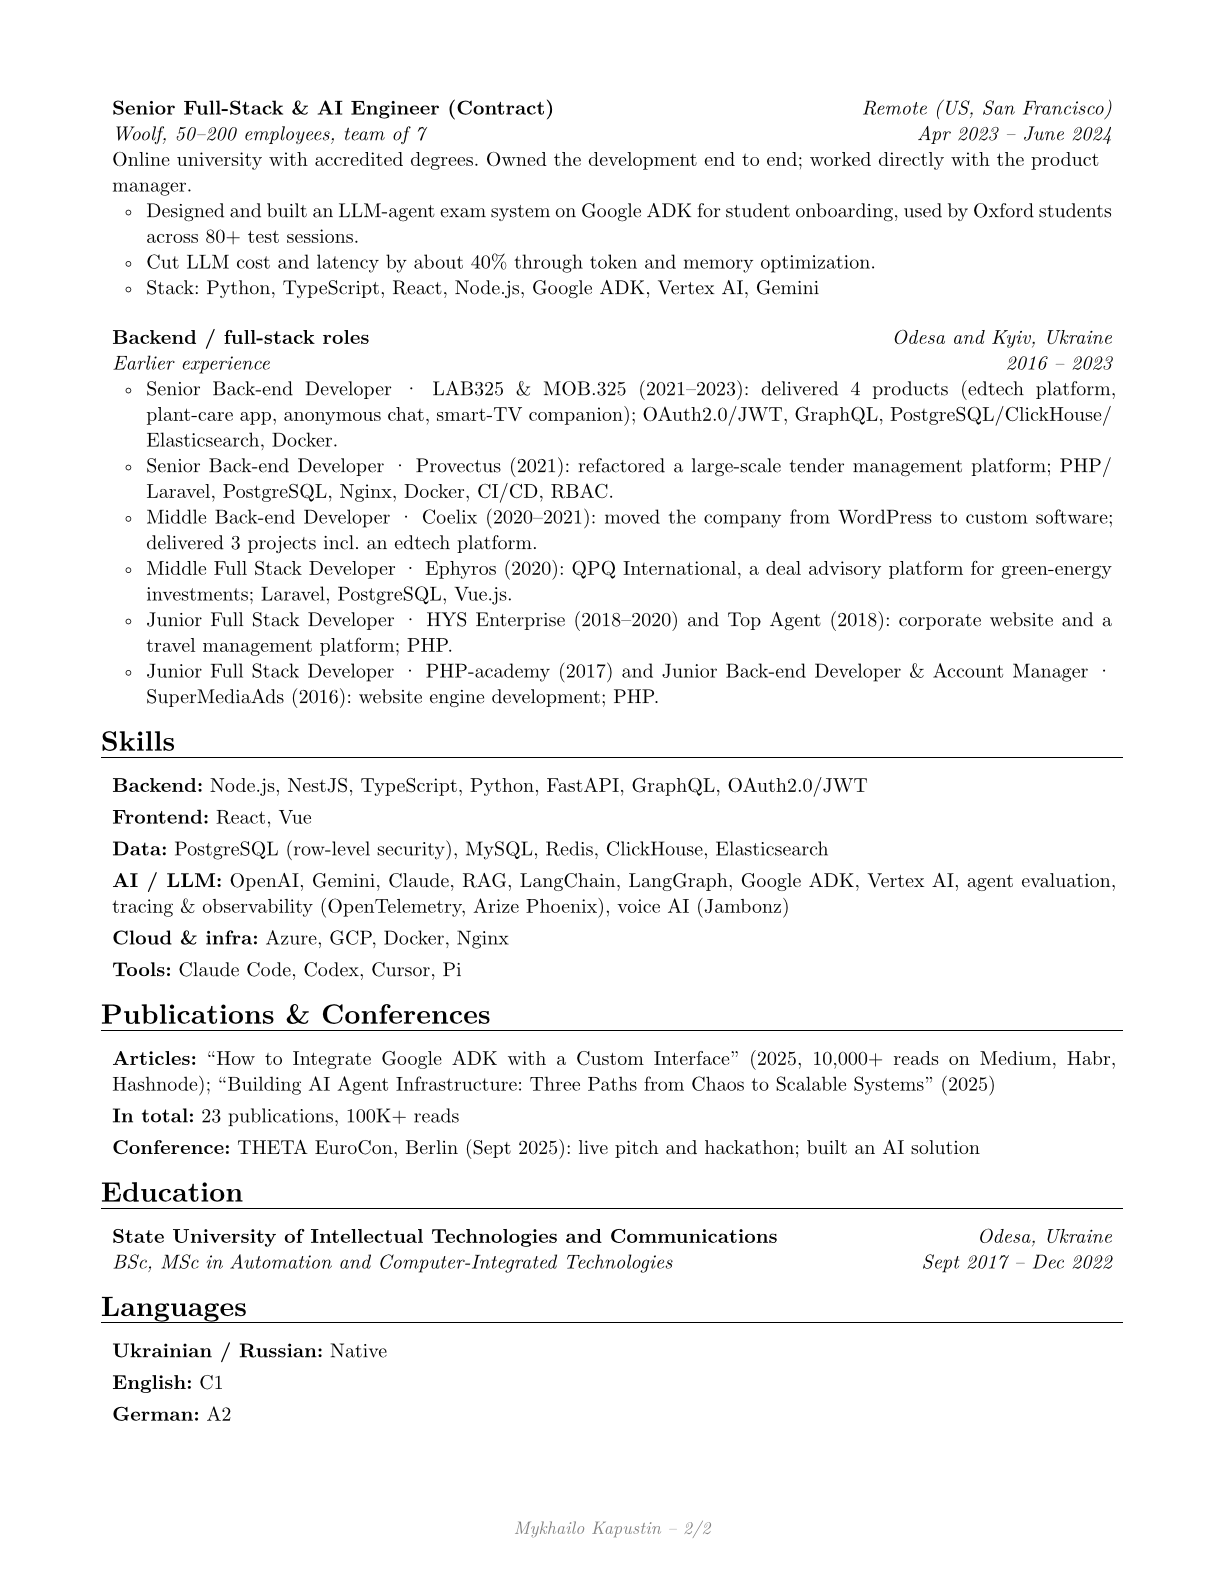 Senior Full-Stack & AI Engineer (Contract) Remote (US, San Francisco)
Woolf, 50–200 employees, team of 7 Apr 2023 – June 2024
Online university with accredited degrees. Owned the development end to end; worked directly with the product
manager.
◦ Designed and built an LLM-agent exam system on Google ADK for student onboarding, used by Oxford students
across 80+ test sessions.
◦ Cut LLM cost and latency by about 40% through token and memory optimization.
◦ Stack: Python, TypeScript, React, Node.js, Google ADK, Vertex AI, Gemini
Backend / full-stack roles Odesa and Kyiv, Ukraine
Earlier experience 2016 – 2023
◦ Senior Back-end Developer · LAB325 & MOB.325 (2021–2023): delivered 4 products (edtech platform,
plant-care app, anonymous chat, smart-TV companion); OAuth2.0/JWT, GraphQL, PostgreSQL/ClickHouse/
Elasticsearch, Docker.
◦ Senior Back-end Developer · Provectus (2021): refactored a large-scale tender management platform; PHP/
Laravel, PostgreSQL, Nginx, Docker, CI/CD, RBAC.
◦ Middle Back-end Developer · Coelix (2020–2021): moved the company from WordPress to custom software;
delivered 3 projects incl. an edtech platform.
◦ Middle Full Stack Developer · Ephyros (2020): QPQ International, a deal advisory platform for green-energy
investments; Laravel, PostgreSQL, Vue.js.
◦ Junior Full Stack Developer · HYS Enterprise (2018–2020) and Top Agent (2018): corporate website and a
travel management platform; PHP.
◦ Junior Full Stack Developer · PHP-academy (2017) and Junior Back-end Developer & Account Manager ·
SuperMediaAds (2016): website engine development; PHP.
Skills
Backend: Node.js, NestJS, TypeScript, Python, FastAPI, GraphQL, OAuth2.0/JWT
Frontend: React, Vue
Data: PostgreSQL (row-level security), MySQL, Redis, ClickHouse, Elasticsearch
AI / LLM: OpenAI, Gemini, Claude, RAG, LangChain, LangGraph, Google ADK, Vertex AI, agent evaluation,
tracing & observability (OpenTelemetry, Arize Phoenix), voice AI (Jambonz)
Cloud & infra: Azure, GCP, Docker, Nginx
Tools: Claude Code, Codex, Cursor, Pi
Publications & Conferences
Articles: “How to Integrate Google ADK with a Custom Interface” (2025, 10,000+ reads on Medium, Habr,
Hashnode); “Building AI Agent Infrastructure: Three Paths from Chaos to Scalable Systems” (2025)
In total: 23 publications, 100K+ reads
Conference: THETA EuroCon, Berlin (Sept 2025): live pitch and hackathon; built an AI solution
Education
State University of Intellectual Technologies and Communications Odesa, Ukraine
BSc, MSc in Automation and Computer-Integrated Technologies Sept 2017 – Dec 2022
Languages
Ukrainian / Russian: Native
English: C1
German: A2
Mykhailo Kapustin – 2/2